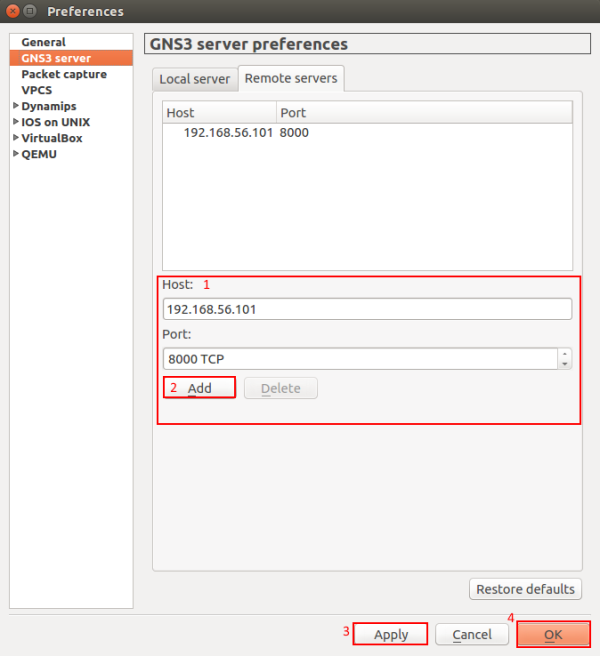 Preferences
General
GNS3 server
Packet capture
VPCS
Dynamips
IOS on UNIX
VirtualBox
QEMU
GNS3 server preferences
Local server
Remote servers
Host Port
192.168.56.101 8000
Host: 1
192.168.56.101
Port:
8000 TCP
2 Add
Delete
Restore defaults
3 Apply
Cancel
4 OK